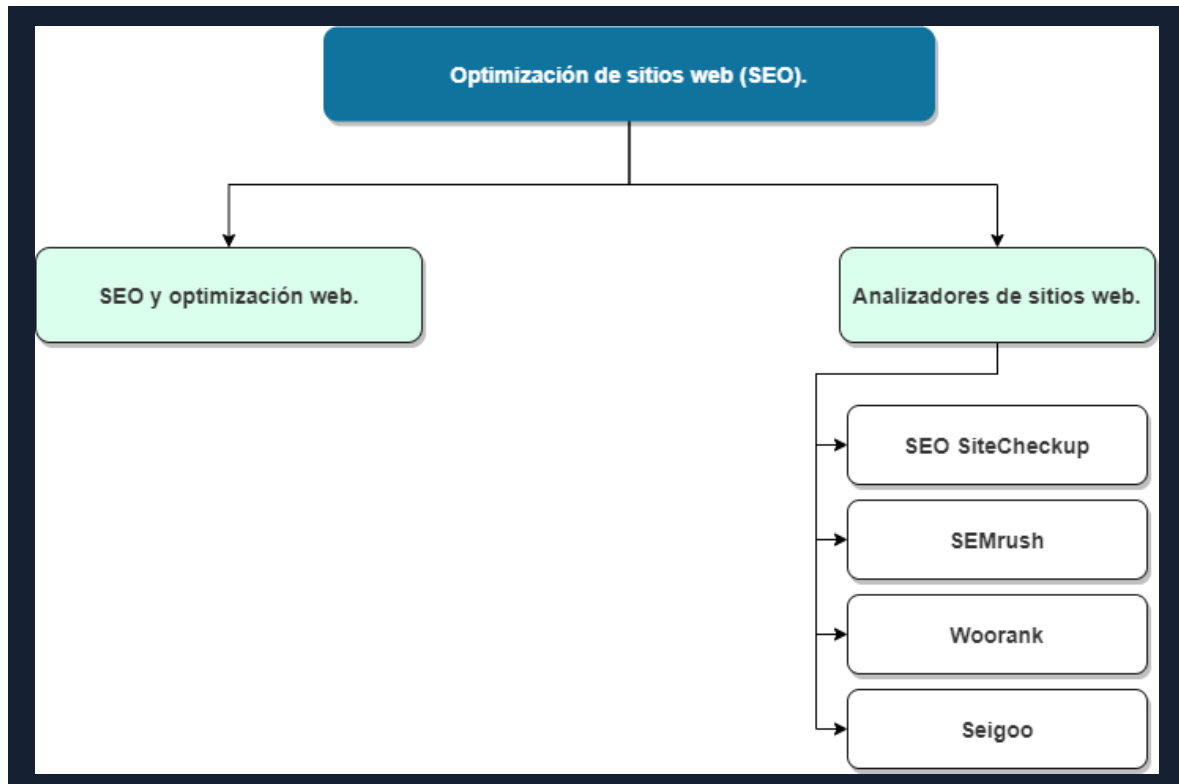 Optimización de sitios web (SEO).
SEO y optimización web.
Analizadores de sitios web.
SEO SiteCheckup
SEMrush
Woorank
Seigoo